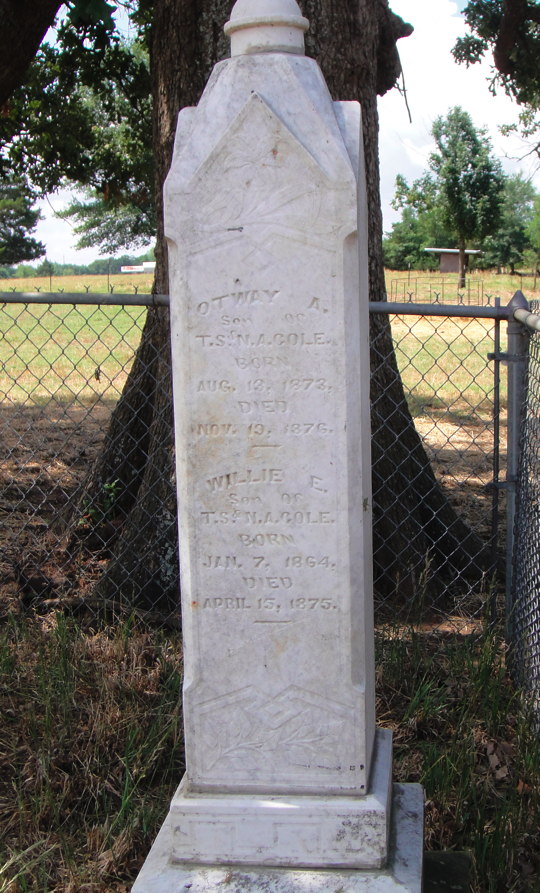 OTWAY A.
Son OF
T.S.&N.A.COLE.
BORN
AUG. 13. 1873.
DIED
NOV. 19. 1876.
WILLIE E.
Son OF
T.S.&N.A.COLE.
BORN
JAN. 7, 1864.
DIED
APRIL 15, 1875.